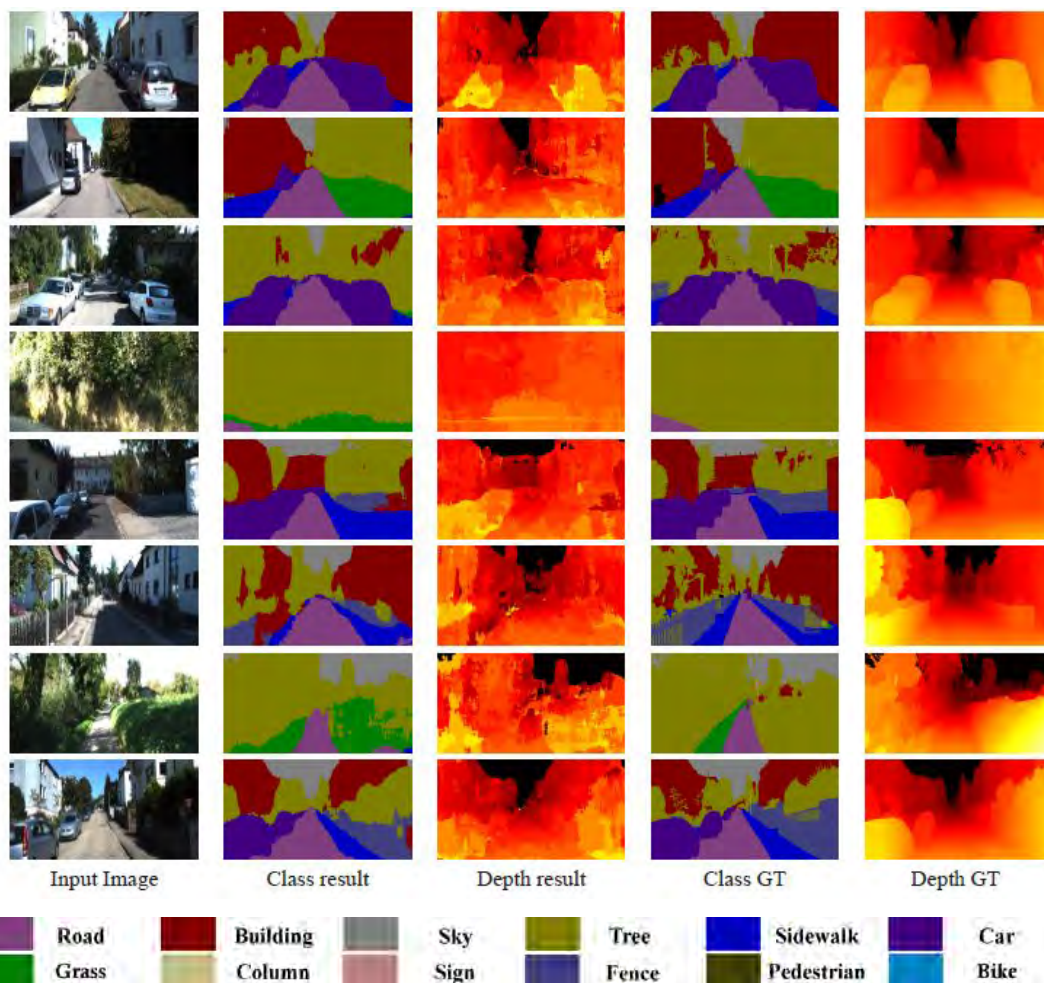 Input Image Class result Depth result Class GT Depth GT
Road Building Sky Tree Sidewalk Car
Grass Column Sign Fence Pedestrian Bike